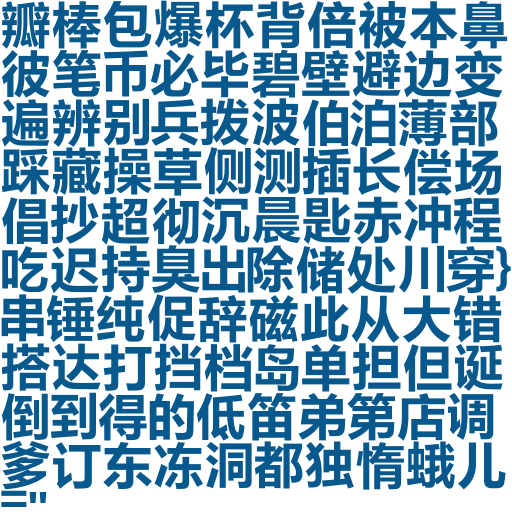 瓣棒包爆杯背倍被本鼻
彼笔币必毕碧壁避边变
遍辨别兵拨波伯泊薄部
踩藏操草侧测插长偿场
倡抄超彻沉晨匙赤冲程
吃迟持臭出除储处川穿}
串锤纯促辞磁此从大错
搭达打挡档岛单担但诞
倒到得的低笛弟第店调
爹订东冻洞都独惰蛾儿